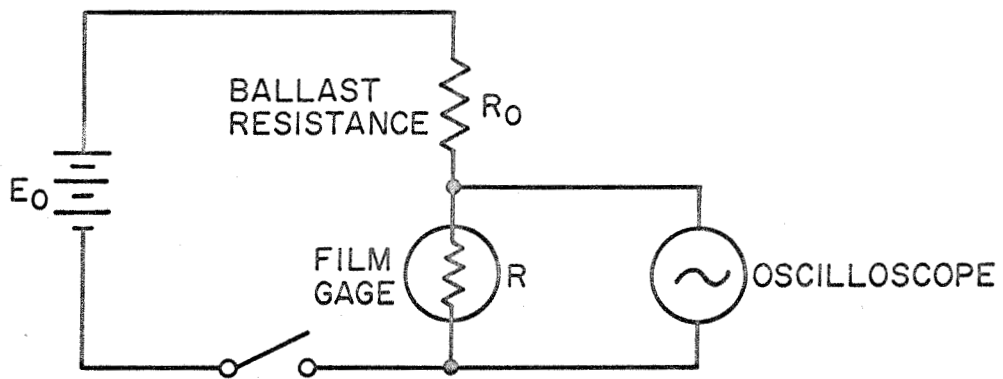 BALLAST
RESISTANCE
R0
E0
FILM
GAGE
R
OSCILLOSCOPE